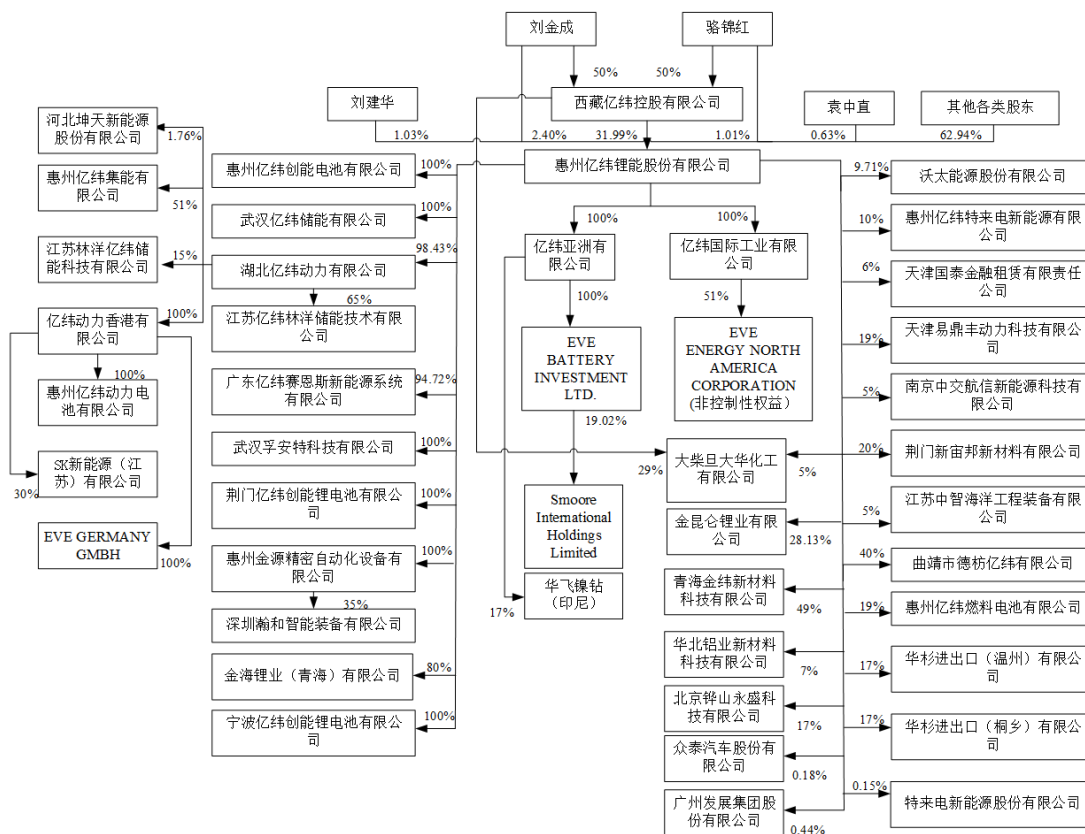 刘金成
骆锦红
50%
50%
刘建华
西藏亿纬控股有限公司
袁中直
其他各类股东
1.03%
2.40%
31.99%
1.01%
0.63%
62.94%
河北坤天新能源
股份有限公司
1.76%
惠州亿纬集能有
限公司
51%
江苏林洋亿纬储
能科技有限公司
15%
亿纬动力香港有
限公司
100%
100%
惠州亿纬动力电
池有限公司
SK新能源（江
苏）有限公司
30%
EVE GERMANY
GMBH
100%
惠州亿纬锂能股份有限公司
惠州亿纬创能电池有限公司
100%
武汉亿纬储能有限公司
100%
98.43%
湖北亿纬动力有限公司
65%
江苏亿纬林洋储能技术有限公
司
广东亿纬赛恩斯新能源系统
有限公司
94.72%
武汉孚安特科技有限公司
100%
荆门亿纬创能锂电池有限公
司
100%
惠州金源精密自动化设备有限
公司
100%
35%
深圳瀚和智能装备有限公司
金海锂业（青海）有限公司
80%
宁波亿纬创能锂电池有限公
司
100%
100%
100%
亿纬亚洲有
限公司
亿纬国际工业有
限公司
100%
51%
EVE
BATTERY
INVESTMENT
LTD.
EVE
ENERGY NORTH
AMERICA
CORPORATION
(非控制性权益）
19.02%
Smoore
International
Holdings
Limited
17%
华飞镍钴
（印尼）
29%
大柴旦大华化工
有限公司
5%
金昆仑锂业有限公
司
28.13%
青海金纬新材料
科技有限公司
49%
华北铝业新材料
科技有限公司
7%
北京铧山永盛科
技有限公司
17%
众泰汽车股份有
限公司
0.18%
广州发展集团股
份有限公司
0.44%
9.71%
沃太能源股份有限公司
10%
惠州亿纬特来电新能源有限
公司
6%
天津国泰金融租赁有限责任
公司
19%
天津易鼎丰动力科技有限公
司
5%
南京中交航信新能源科技有
限公司
20%
荆门新宙邦新材料有限公司
5%
江苏中智海洋工程装备有限公
司
40%
曲靖市德枋亿纬有限公司
19%
惠州亿纬燃料电池有限公司
17%
华杉进出口（温州）有限公
司
17%
华杉进出口（桐乡）有限公
司
0.15%
特来电新能源股份有限公司